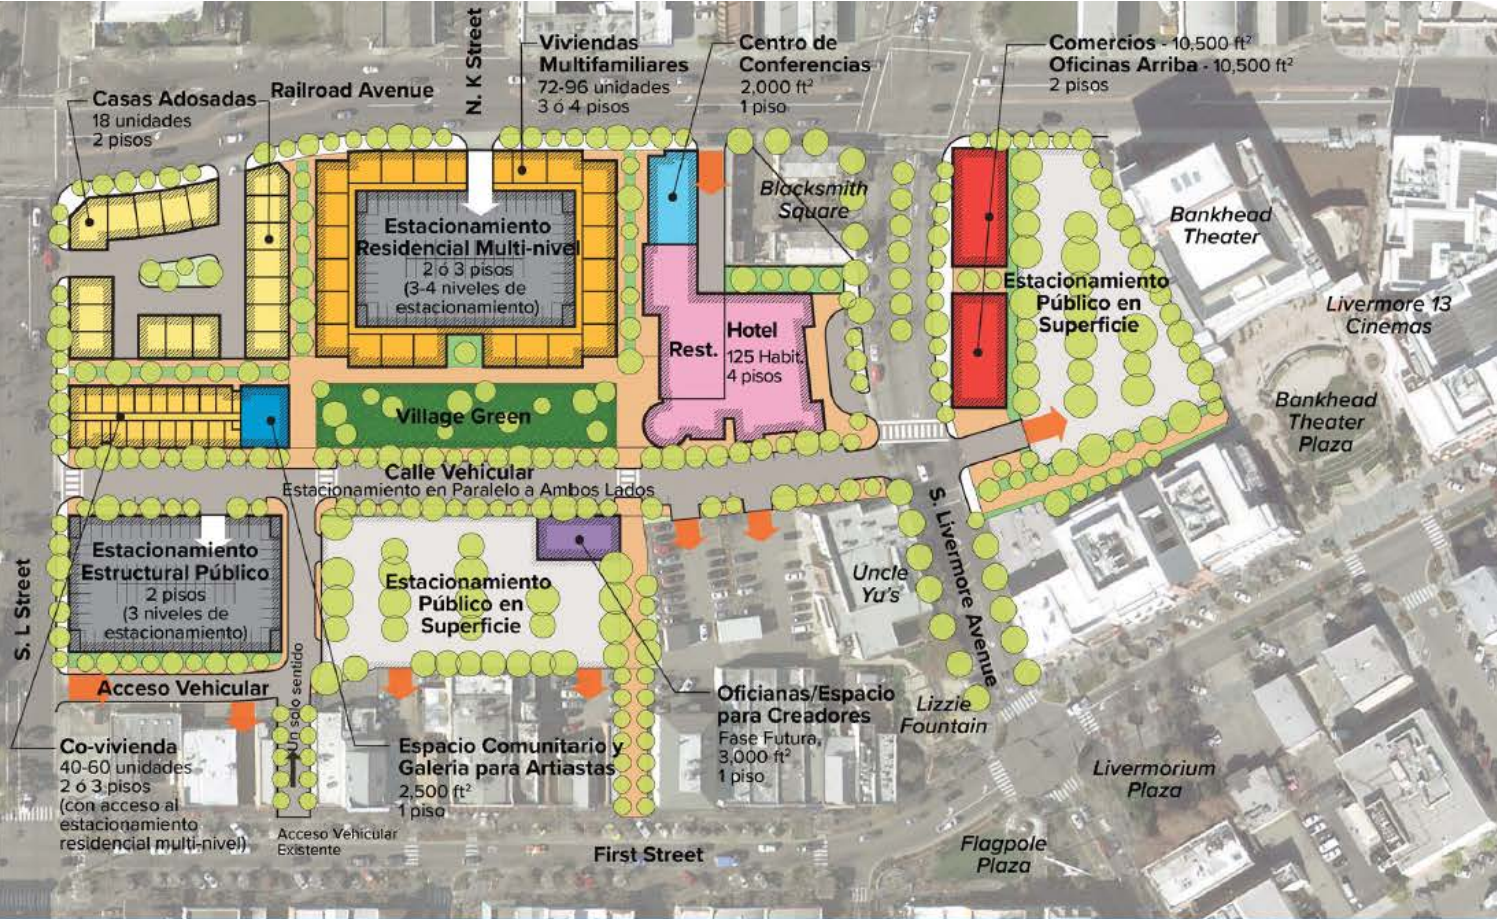 Casas Adosadas
18 unidades
2 pisos
Railroad Avenue
N. K Street
Viviendas
Multifamiliares
72-96 unidades
3 ó 4 pisos
Centro de
Conferencias
2,000 ft²
1 piso
Comercios - 10,500 ft²
Oficinas Arriba - 10,500 ft²
2 pisos
Blacksmith
Square
Bankhead
Theater
Estacionamiento
Residencial Multi-nivel
2 ó 3 pisos
(3-4 niveles de
estacionamiento)
Estacionamiento
Público en
Superficie
Livermore 13
Cinemas
Rest.
Hotel
125 Habit.
4 pisos
Bankhead
Theater
Plaza
Village Green
Calle Vehicular
Estacionamiento en Paralelo a Ambos Lados
S. L Street
Estacionamiento
Estructural Público
2 pisos
(3 niveles de
estacionamiento)
Estacionamiento
Público en
Superficie
Uncle
Yu's
S. Livermore Avenue
Acceso Vehicular
Un solo sentido
Oficianas/Espacio
para Creadores
Fase Futura,
3,000 ft²
1 piso
Lizzie
Fountain
Co-vivienda
40-60 unidades
2 ó 3 pisos
(con acceso al
estacionamiento
residencial multi-nivel)
Espacio Comunitario y
Galeria para Artiastas
2,500 ft²
1 piso
Livermorium
Plaza
Acceso Vehicular
Existente
First Street
Flagpole
Plaza